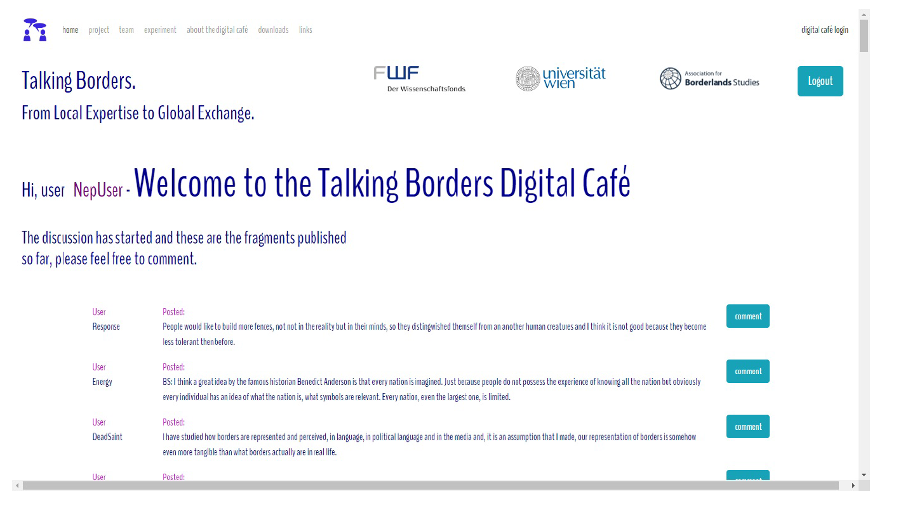 home project team experiment about the digital café downloads links digital café login
Talking Borders.
From Local Expertise to Global Exchange.
FWF
Der Wissenschaftsfonds
universität
wien
Association for
Borderlands Studies
Logout
Hi, user NepUser - Welcome to the Talking Borders Digital Café
The discussion has started and these are the fragments published
so far, please feel free to comment.
User Posted:
Response People would like to build more fences, not not in the reality but in their minds, so they distingwished themself from an another human creatures and I think it is not good because they become
less tolerant then before.
comment
User Posted:
Energy BS: I think a great idea by the famous historian Benedict Anderson is that every nation is imagined. Just because people do not possess the experience of knowing all the nation but obviously
every individual has an idea of what the nation is, what symbols are relevant. Every nation, even the largest one, is limited.
comment
User Posted:
DeadSaint I have studied hov borders are represented and perceived, in language, in political language and in the media and, it is an assumption that I made, our representation of borders is somehow
even more tangible than what borders actually are in real life.
comment
User Posted:
comment